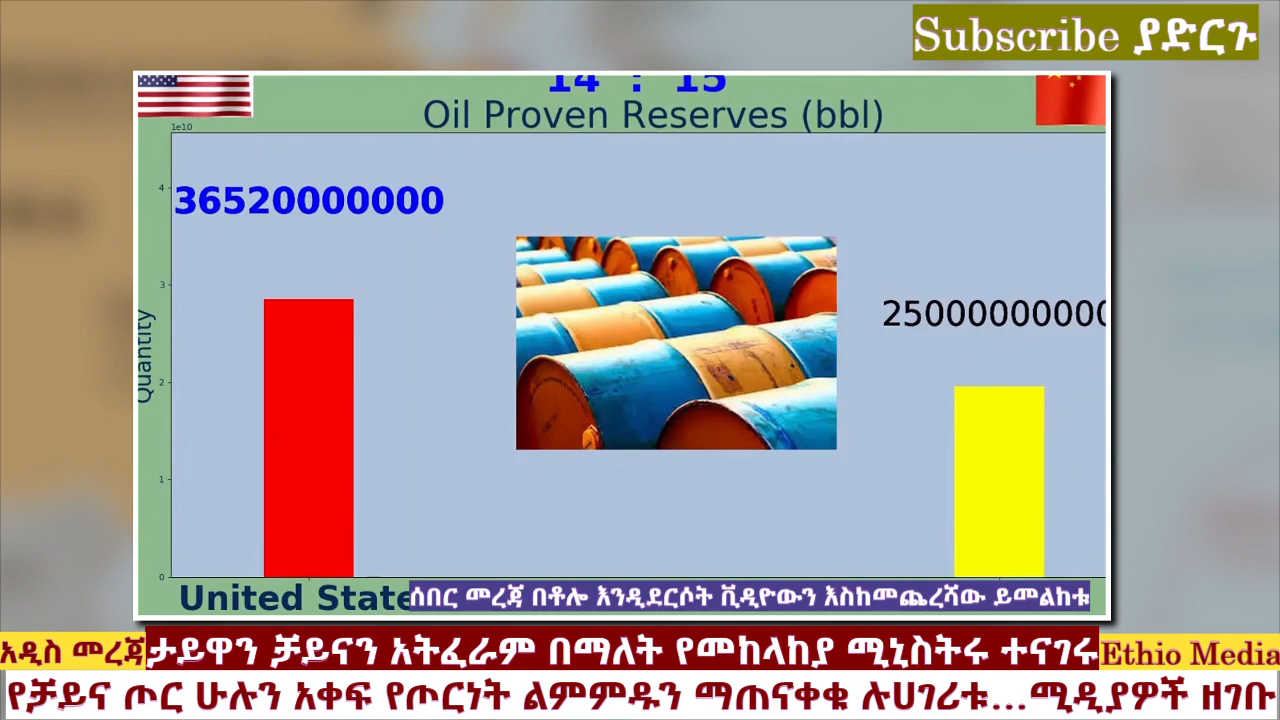 Subscribe ያድርጉ
14 : 15
Oil Proven Reserves (bbl)
1e10
4
36520000000
3
25000000000
Quantity
2
1
0
United State
ሰበር መረጃ በቶሎ እንዲደርሶት ቪዲዮውን እስከመጨረሻው ይመልከቱ
አዲስ መረጃ ታይዋን ቻይናን አትፈራም በማለት የመከላከያ ሚኒስትሩ ተናገሩ Ethio Media
የቻይና ጦር ሁሉን አቀፍ የጦርነት ልምምዱን ማጠናቀቁ ሉሀገሪቱ...ሚዲያዎች ዘገቡ